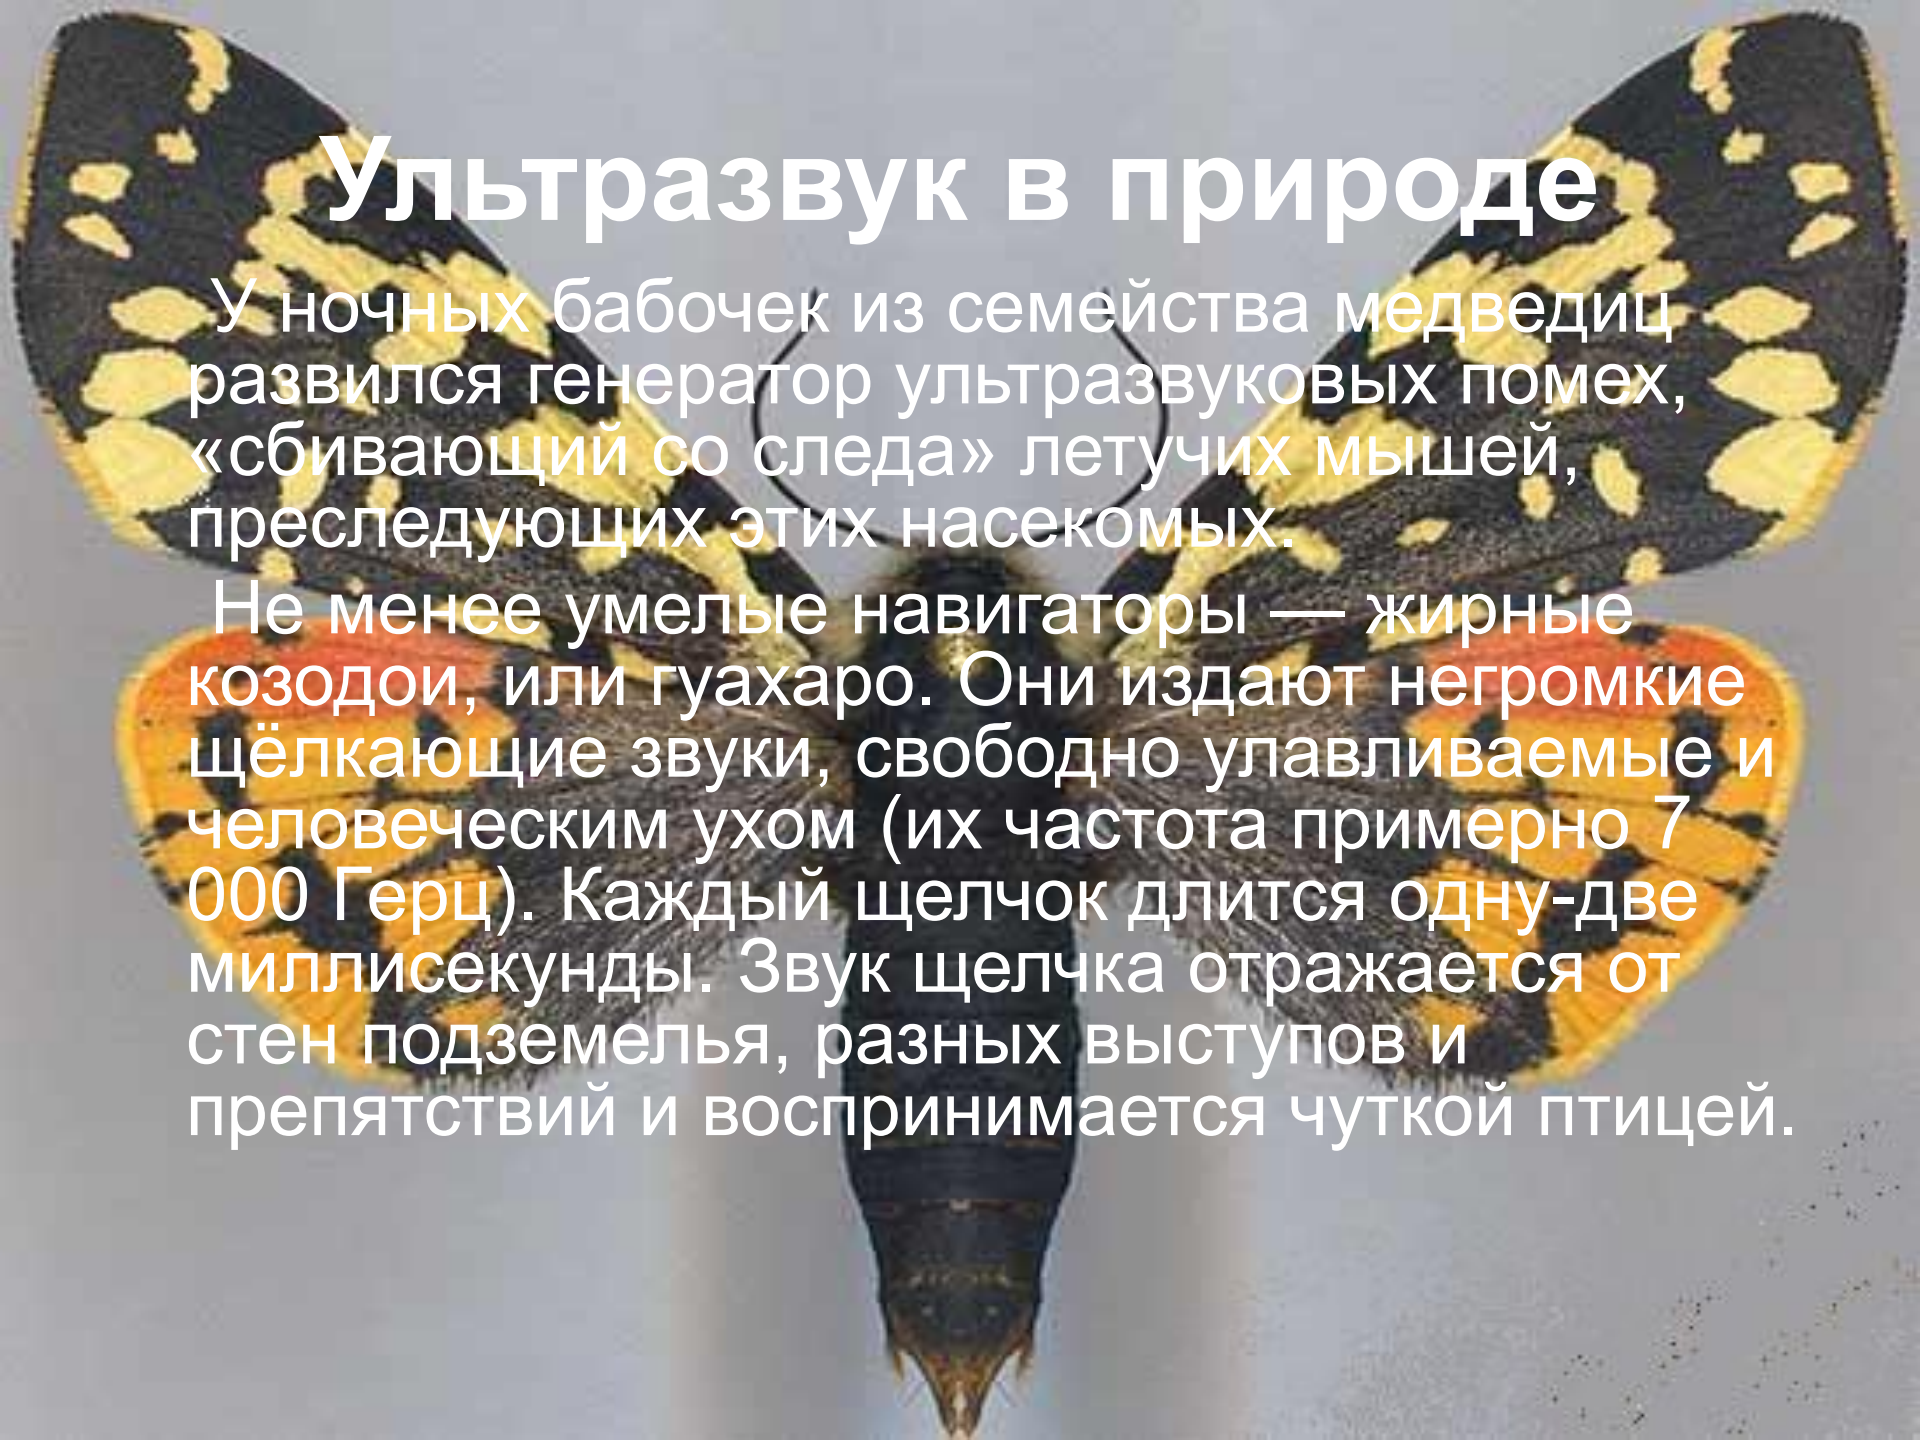 Ультразвук в природе
У ночных бабочек из семейства медведиц
развился генератор ультразвуковых помех,
«сбивающий со следа» летучих мышей,
преследующих этих насекомых.
Не менее умелые навигаторы — жирные
козодои, или гуахаро. Они издают негромкие
щёлкающие звуки, свободно улавливаемые и
человеческим ухом (их частота примерно 7
000 Герц). Каждый щелчок длится одну-две
миллисекунды. Звук щелчка отражается от
стен подземелья, разных выступов и
препятствий и воспринимается чуткой птицей.